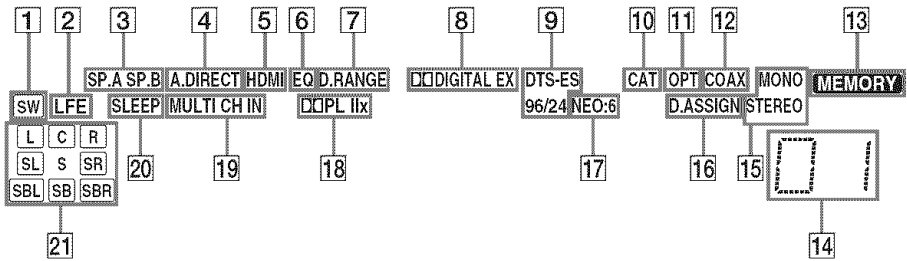 1 2 3 4 5 6 7 8 9 10 11 12 13
SP.A SP.B A.DIRECT HDMI EQ D.RANGE DIGITAL EX DTS-ES CAT OPT COAX MONO MEMORY
SW LFE SLEEP MULTI CH IN PL IIx 96/24 NEO:6 D.ASSIGN STEREO
L C R
SL S SR
SBL SB SBR
20 19 18 17 16 15
01
21 14